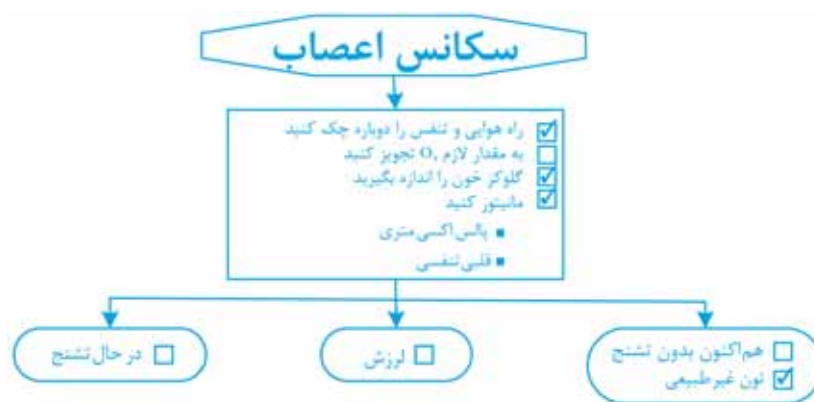 سکانس اعصاب
راه هوایی و تنفس را دوباره چک کنید
به مقدار لازم O₂ تجویز کنید
گلوکز خون را اندازه بگیرید
مانیتور کنید
پالس اکسی‌متری
قلبی تنفسی
هم‌اکنون بدون تشنج
تون غیرطبیعی
لرزش
در حال تشنج